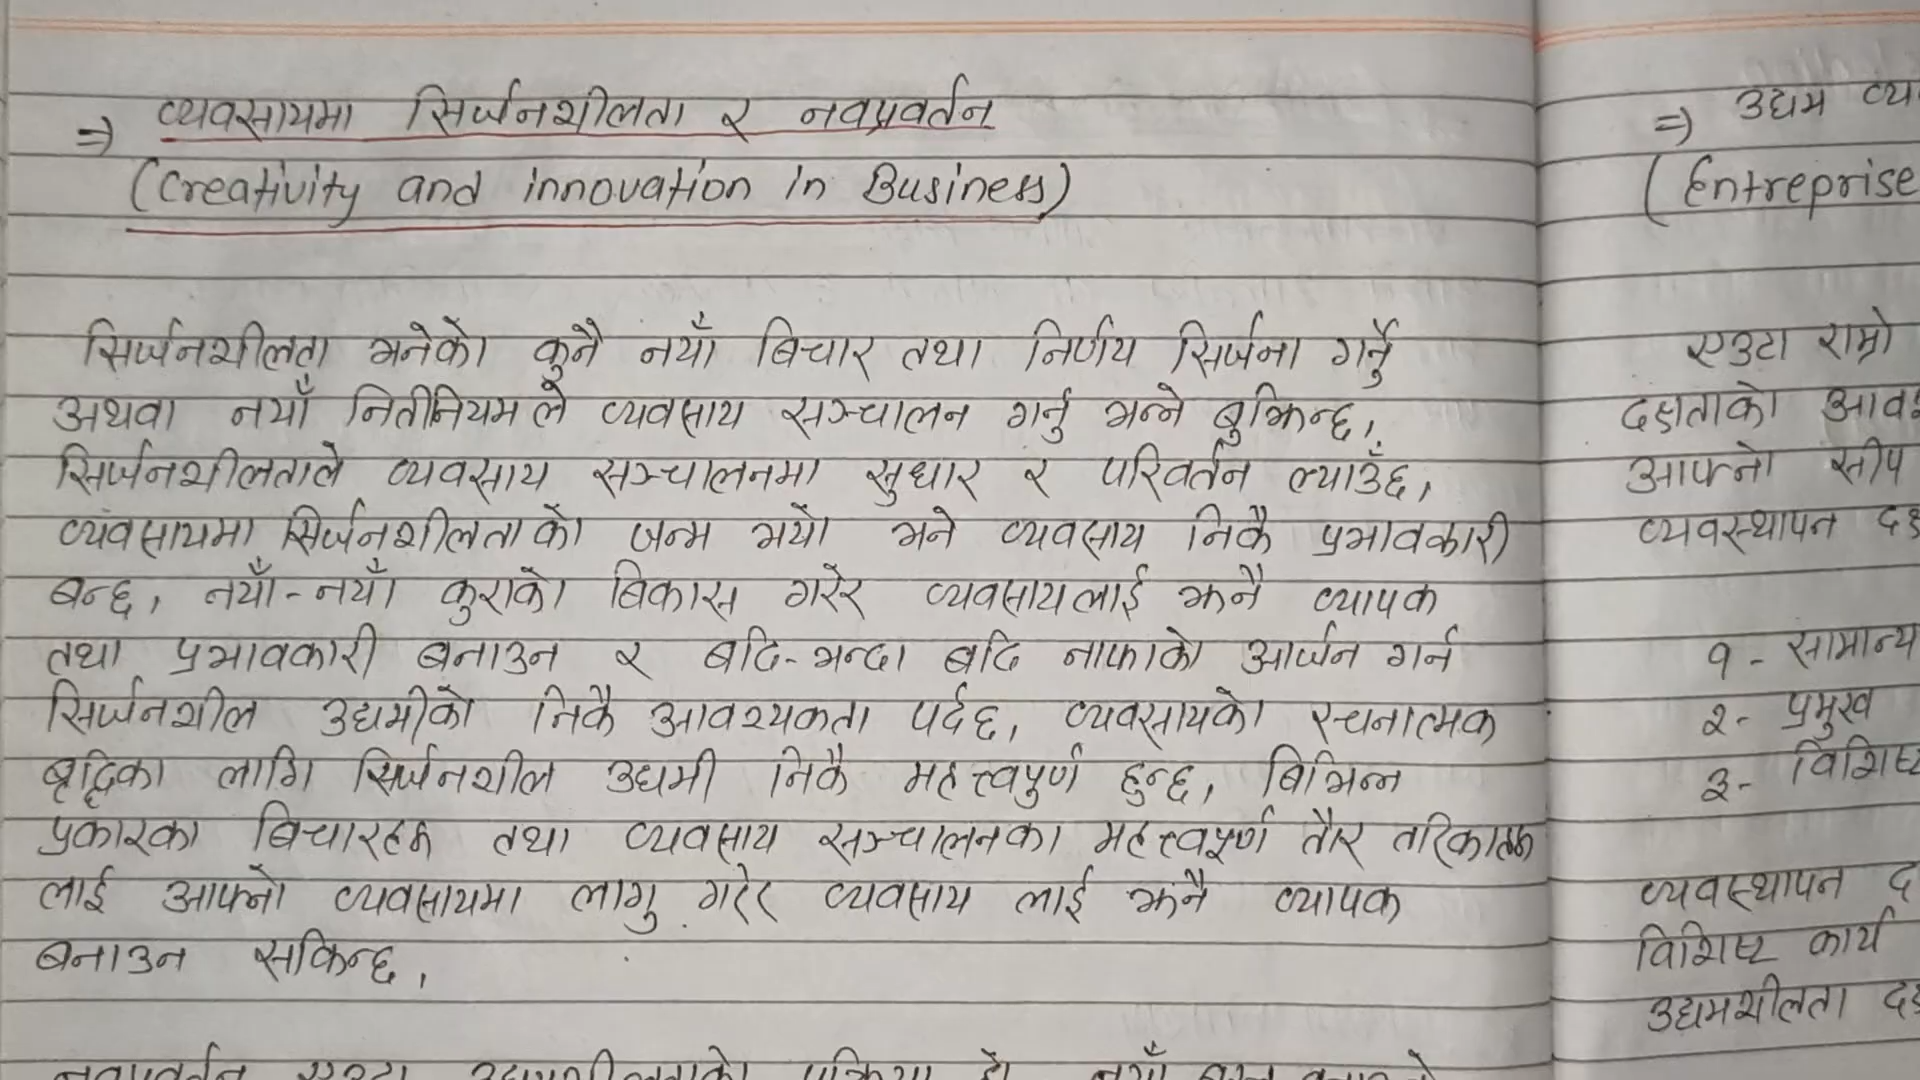 => व्यवसायमा सिर्जनशीलता र नवप्रवर्तन
(Creativity and innovation in Business)
सिर्जनशीलता भनेको कुनै नयाँ बिचार तथा निर्णय सिर्जना गर्नु
अथवा नयाँ नितीनियमले व्यवसाय सञ्चालन गर्नु भन्ने बुझिन्छ,
सिर्जनशीलताले व्यवसाय सञ्चालनमा सुधार र परिवर्तन ल्याउँछ,
व्यवसायमा सिर्जनशीलताको जन्म भयो भने व्यवसाय निकै प्रभावकारी
बन्छ, नयाँ-नयाँ कुराको बिकास गरेर व्यवसायलाई झनै व्यापक
तथा प्रभावकारी बनाउन र बढि-भन्दा बढि नाफाको आर्जन गर्न
सिर्जनशील उद्यमीको निकै आवश्यकता पर्दछ, व्यवसायको रचनात्मक
बृद्धिका लागि सिर्जनशील उद्यमी निकै महत्त्वपुर्ण हुन्छ, बिभिन्न
प्रकारका बिचारहरू तथा व्यवसाय सञ्चालनका महत्त्वपूर्ण तौर तरिकाहरू
लाई आफ्नो व्यवसायमा लागु गरेर व्यवसाय लाई झनै व्यापक
बनाउन सकिन्छ,
=> उद्यम
(Entreprise
एउटा राम्रो
दक्षताको
आफ्नो सीप
व्यवस्थापन
१- सामान्य
२- प्रमुख
३-
व्यवस्थापन
विशिष्ट कार्य
उद्यमशीलता